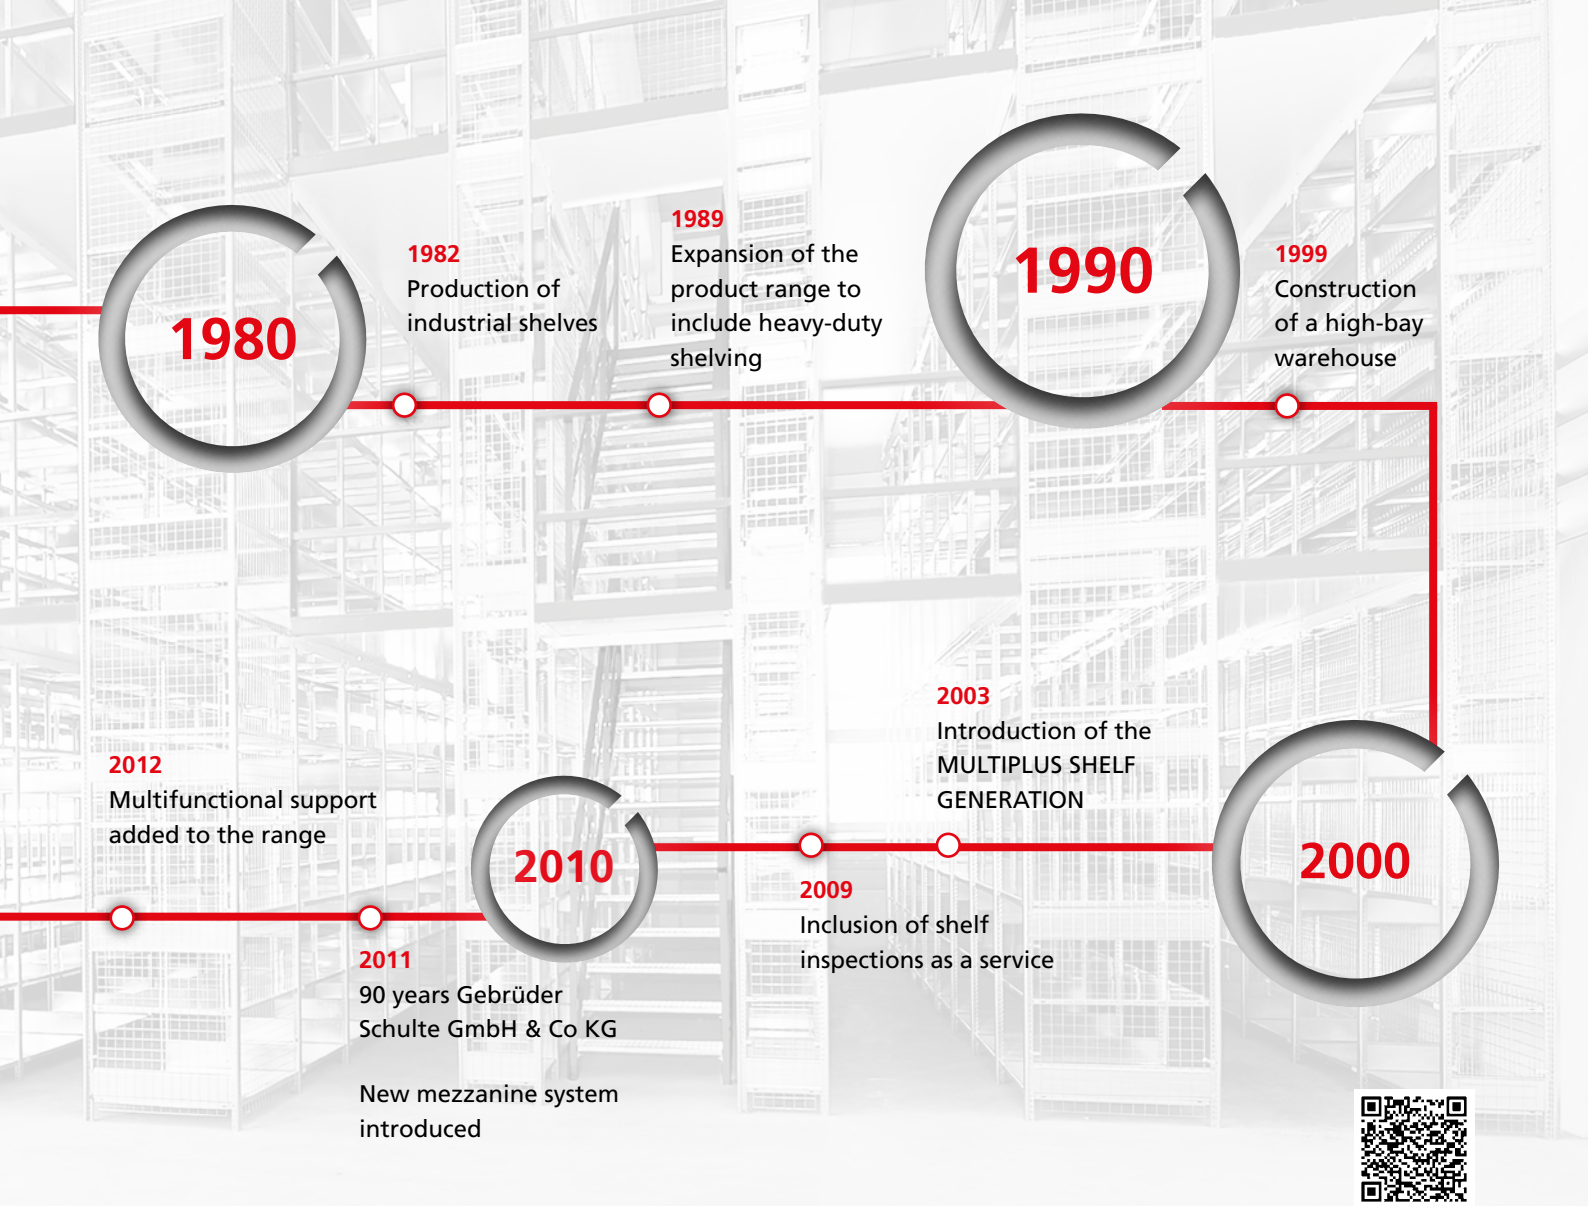 1980
1982
Production of
industrial shelves
1989
Expansion of the
product range to
include heavy-duty
shelving
1990
1999
Construction
of a high-bay
warehouse
2000
2003
Introduction of the
MULTIPLUS SHELF
GENERATION
2009
Inclusion of shelf
inspections as a service
2010
2011
90 years Gebrüder
Schulte GmbH & Co KG
New mezzanine system
introduced
2012
Multifunctional support
added to the range